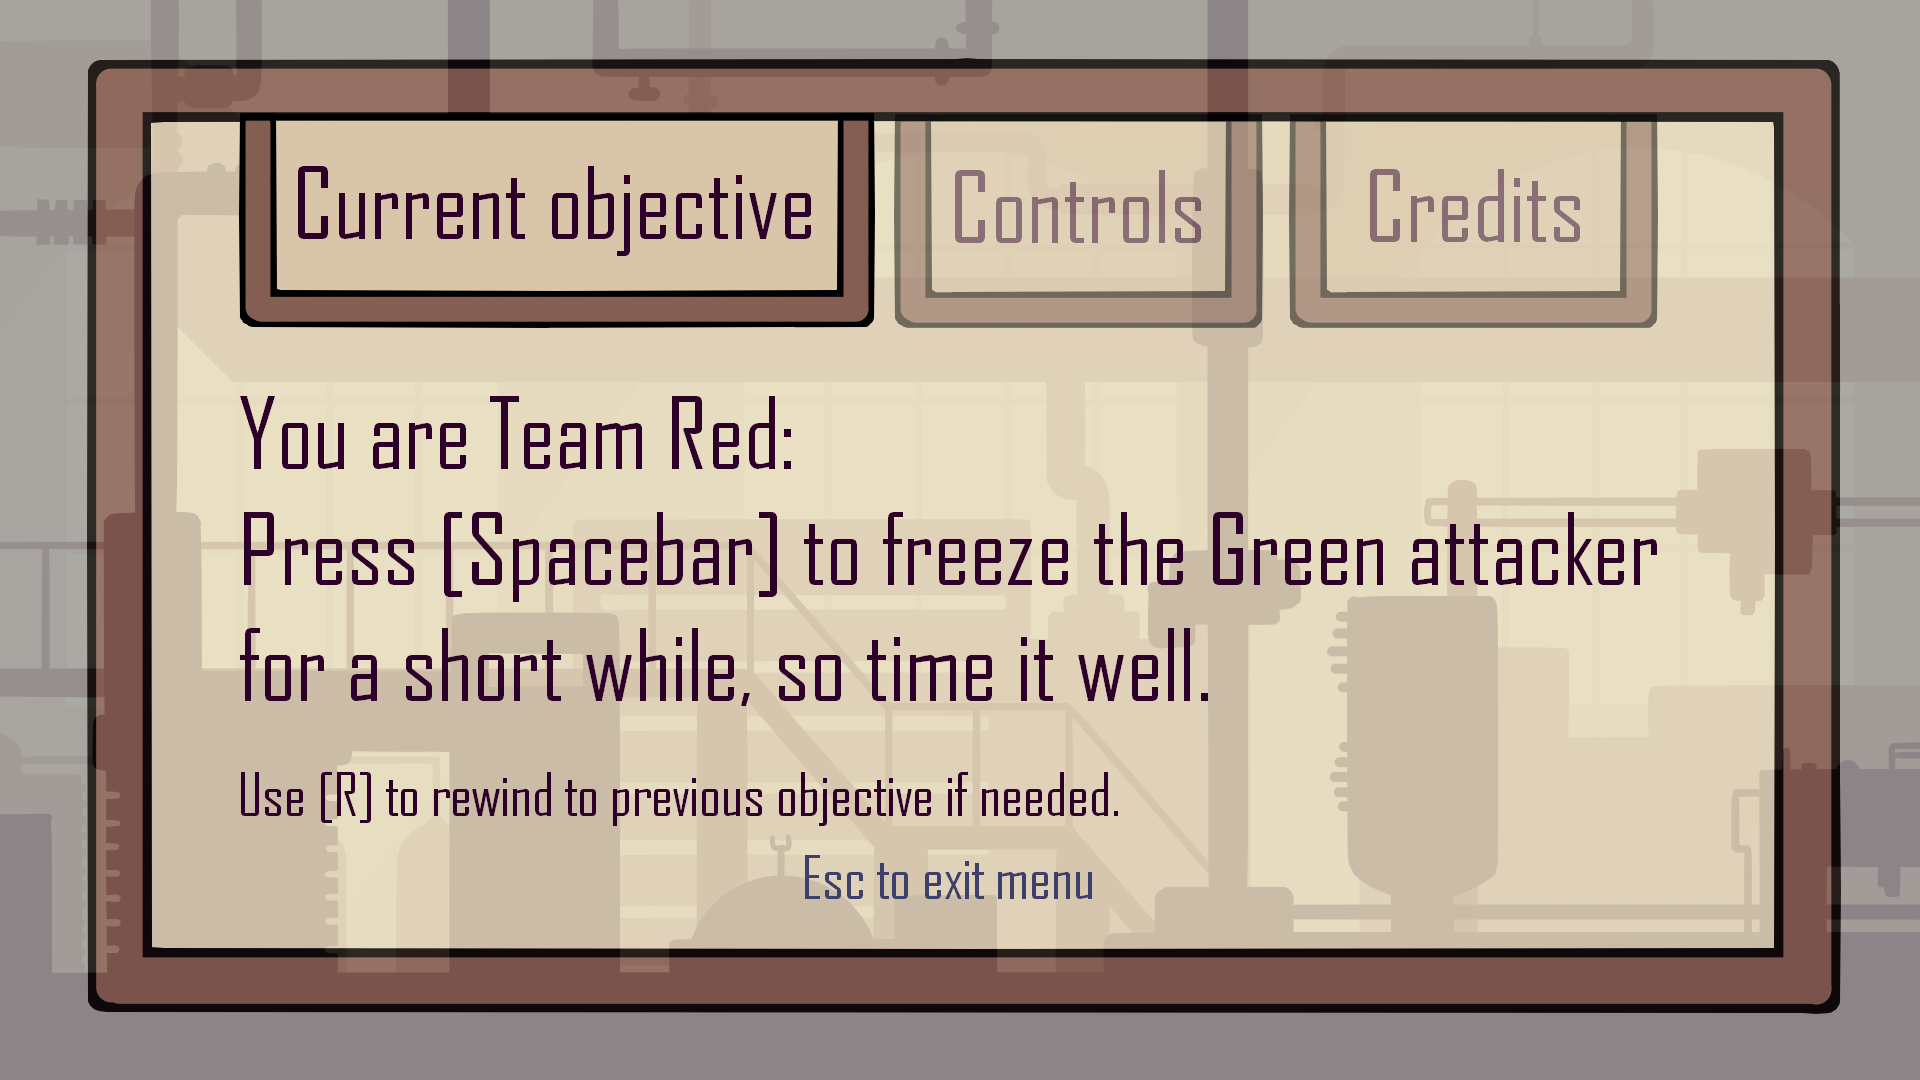 Current objective Controls Credits
You are Team Red:
Press [Spacebar] to freeze the Green attacker
for a short while, so time it well.
Use [R] to rewind to previous objective if needed.
Esc to exit menu